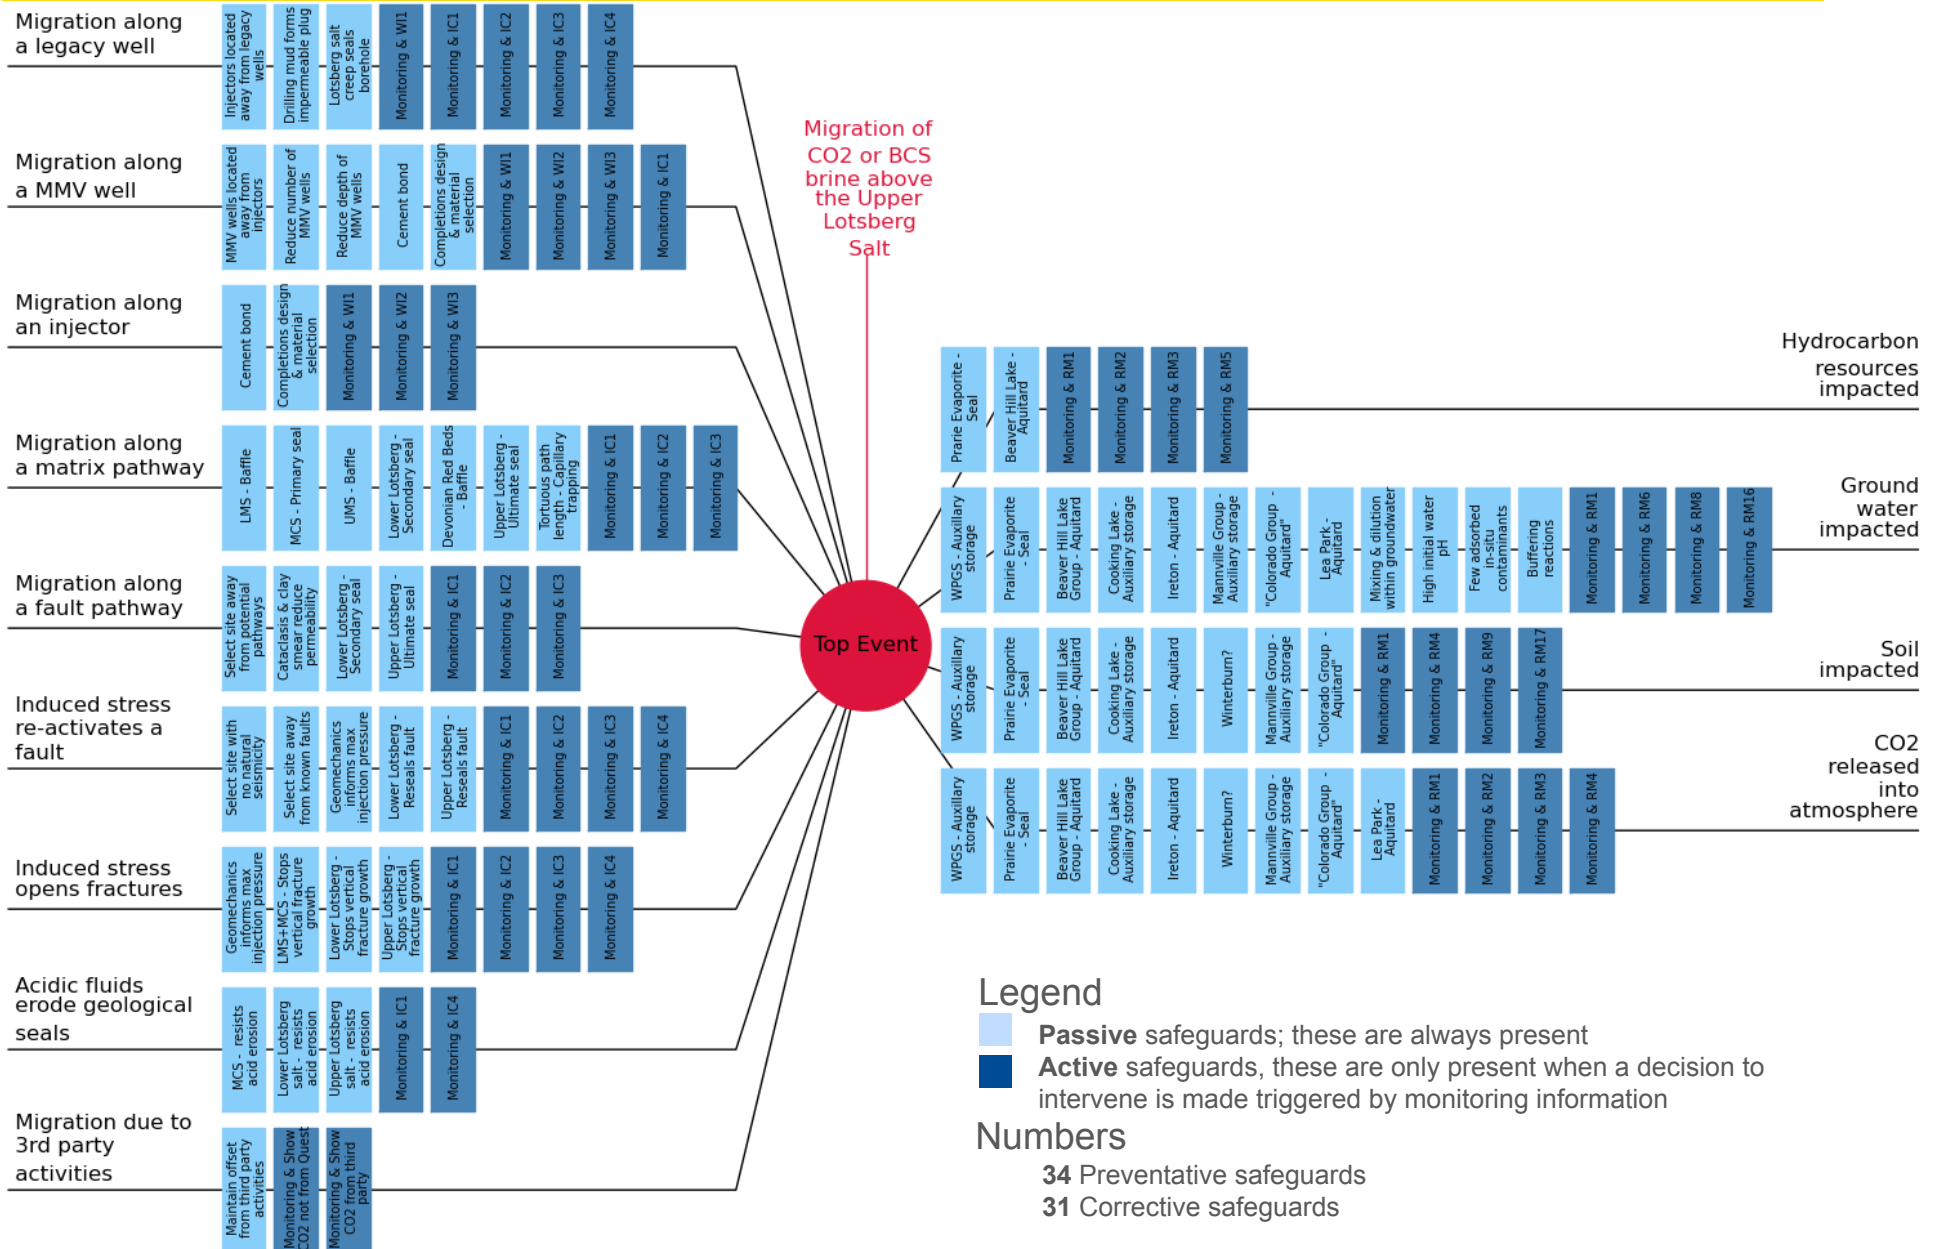 Migration along
a legacy well
Injectors located
away from legacy
wells
Drilling mud forms
impermeable plug
Lotsberg salt
creep seals
borehole
Monitoring & WI1
Monitoring & IC1
Monitoring & IC2
Monitoring & IC3
Monitoring & IC4
Migration along
a MMV well
MMV wells located
away from
injectors
Reduce number of
MMV wells
Reduce depth of
MMV wells
Cement bond
Completions design
& material
selection
Monitoring & WI1
Monitoring & WI2
Monitoring & WI3
Monitoring & IC1
Migration along
an injector
Cement bond
Completions design
& material
selection
Monitoring & WI1
Monitoring & WI2
Monitoring & WI3
Migration along
a matrix pathway
LMS - Baffle
MCS - Primary seal
UMS - Baffle
Lower Lotsberg -
Secondary seal
Devonian Red Beds
- Baffle
Upper Lotsberg -
Ultimate seal
Tortuous path
length - Capillary
trapping
Monitoring & IC1
Monitoring & IC2
Monitoring & IC3
Migration along
a fault pathway
Select site away
from potential
pathways
Cataclasis & clay
smear reduce
permeability
Lower Lotsberg -
Secondary seal
Upper Lotsberg -
Ultimate seal
Monitoring & IC1
Monitoring & IC2
Monitoring & IC3
Induced stress
re-activates a
fault
Select site with
no natural
seismicity
Select site away
from known faults
Geomechanics
informs max
injection pressure
Lower Lotsberg -
Reseals fault
Upper Lotsberg -
Reseals fault
Monitoring & IC1
Monitoring & IC2
Monitoring & IC3
Monitoring & IC4
Induced stress
opens fractures
Geomechanics
informs max
injection pressure
LMS+MCS - Stops
vertical fracture
growth
Lower Lotsberg -
Stops vertical
fracture growth
Upper Lotsberg -
Stops vertical
fracture growth
Monitoring & IC1
Monitoring & IC2
Monitoring & IC3
Monitoring & IC4
Acidic fluids
erode geological
seals
MCS - resists
acid erosion
Lower Lotsberg
salt - resists
acid erosion
Upper Lotsberg
salt - resists
acid erosion
Monitoring & IC1
Monitoring & IC4
Migration due to
3rd party
activities
Maintain offset
from third party
activities
Monitoring & Show
CO2 not from Quest
Monitoring & Show
CO2 from third
party
Migration of
CO2 or BCS
brine above
the Upper
Lotsberg
Salt
Top Event
Prarie Evaporite -
Seal
Beaver Hill Lake -
Aquitard
Monitoring & RM1
Monitoring & RM2
Monitoring & RM3
Monitoring & RM5
Hydrocarbon
resources
impacted
WPGS - Auxillary
storage
Prairie Evaporite
- Seal
Beaver Hill Lake
Group - Aquitard
Cooking Lake -
Auxiliary storage
Ireton - Aquitard
Mannville Group -
Auxiliary storage
"Colorado Group -
Aquitard"
Lea Park -
Aquitard
Mixing & dilution
within groundwater
High initial water
pH
Few adsorbed
in-situ
contaminants
Buffering
reactions
Monitoring & RM1
Monitoring & RM6
Monitoring & RM8
Monitoring & RM16
Ground
water
impacted
WPGS - Auxillary
storage
Prairie Evaporite
- Seal
Beaver Hill Lake
Group - Aquitard
Cooking Lake -
Auxiliary storage
Ireton - Aquitard
Winterburn?
Mannville Group -
Auxiliary storage
"Colorado Group -
Aquitard"
Monitoring & RM1
Monitoring & RM4
Monitoring & RM9
Monitoring & RM17
Soil
impacted
WPGS - Auxillary
storage
Prairie Evaporite
- Seal
Beaver Hill Lake
Group - Aquitard
Cooking Lake -
Auxiliary storage
Ireton - Aquitard
Winterburn?
Mannville Group -
Auxiliary storage
"Colorado Group -
Aquitard"
Lea Park -
Aquitard
Monitoring & RM1
Monitoring & RM2
Monitoring & RM3
Monitoring & RM4
CO2
released
into
atmosphere
Legend
Passive safeguards; these are always present
Active safeguards, these are only present when a decision to
intervene is made triggered by monitoring information
Numbers
34 Preventative safeguards
31 Corrective safeguards